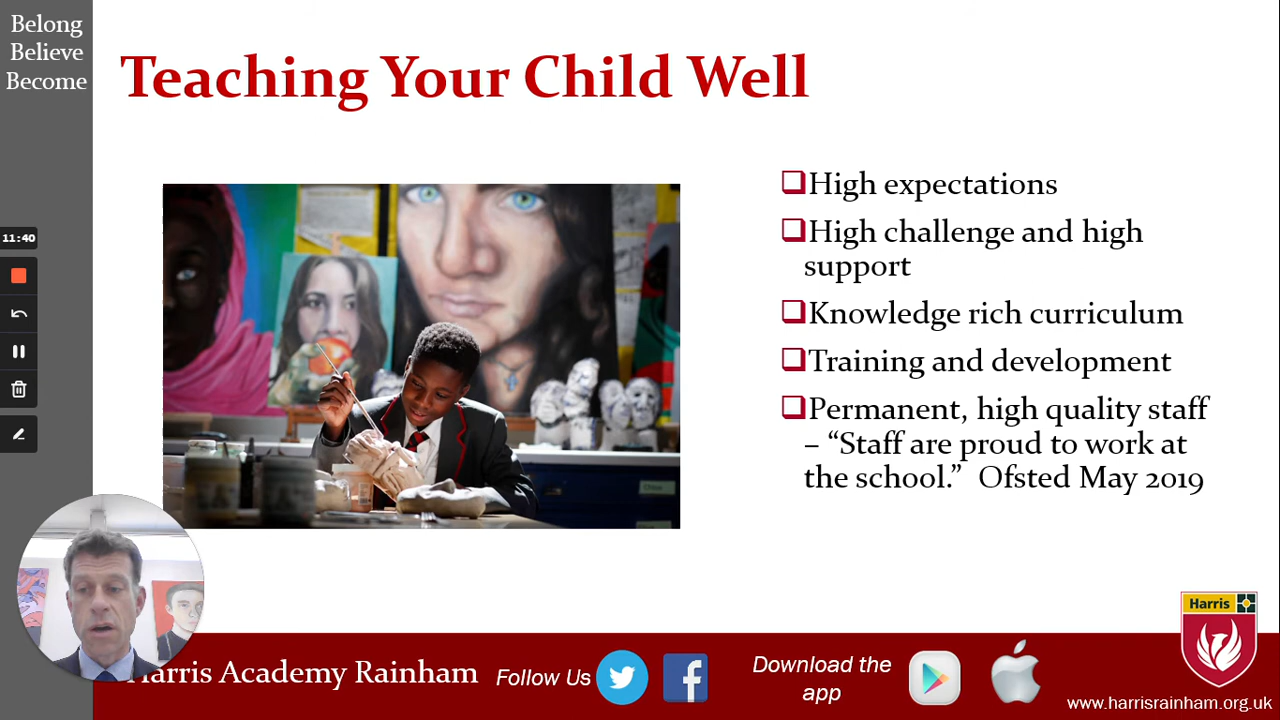 Belong
Believe
Become
Teaching Your Child Well
High expectations
High challenge and high
support
Knowledge rich curriculum
Training and development
Permanent, high quality staff
– “Staff are proud to work at
the school.” Ofsted May 2019
11:40
Harris
Harris Academy Rainham
Follow Us
Download the
app
www.harrisrainham.org.uk